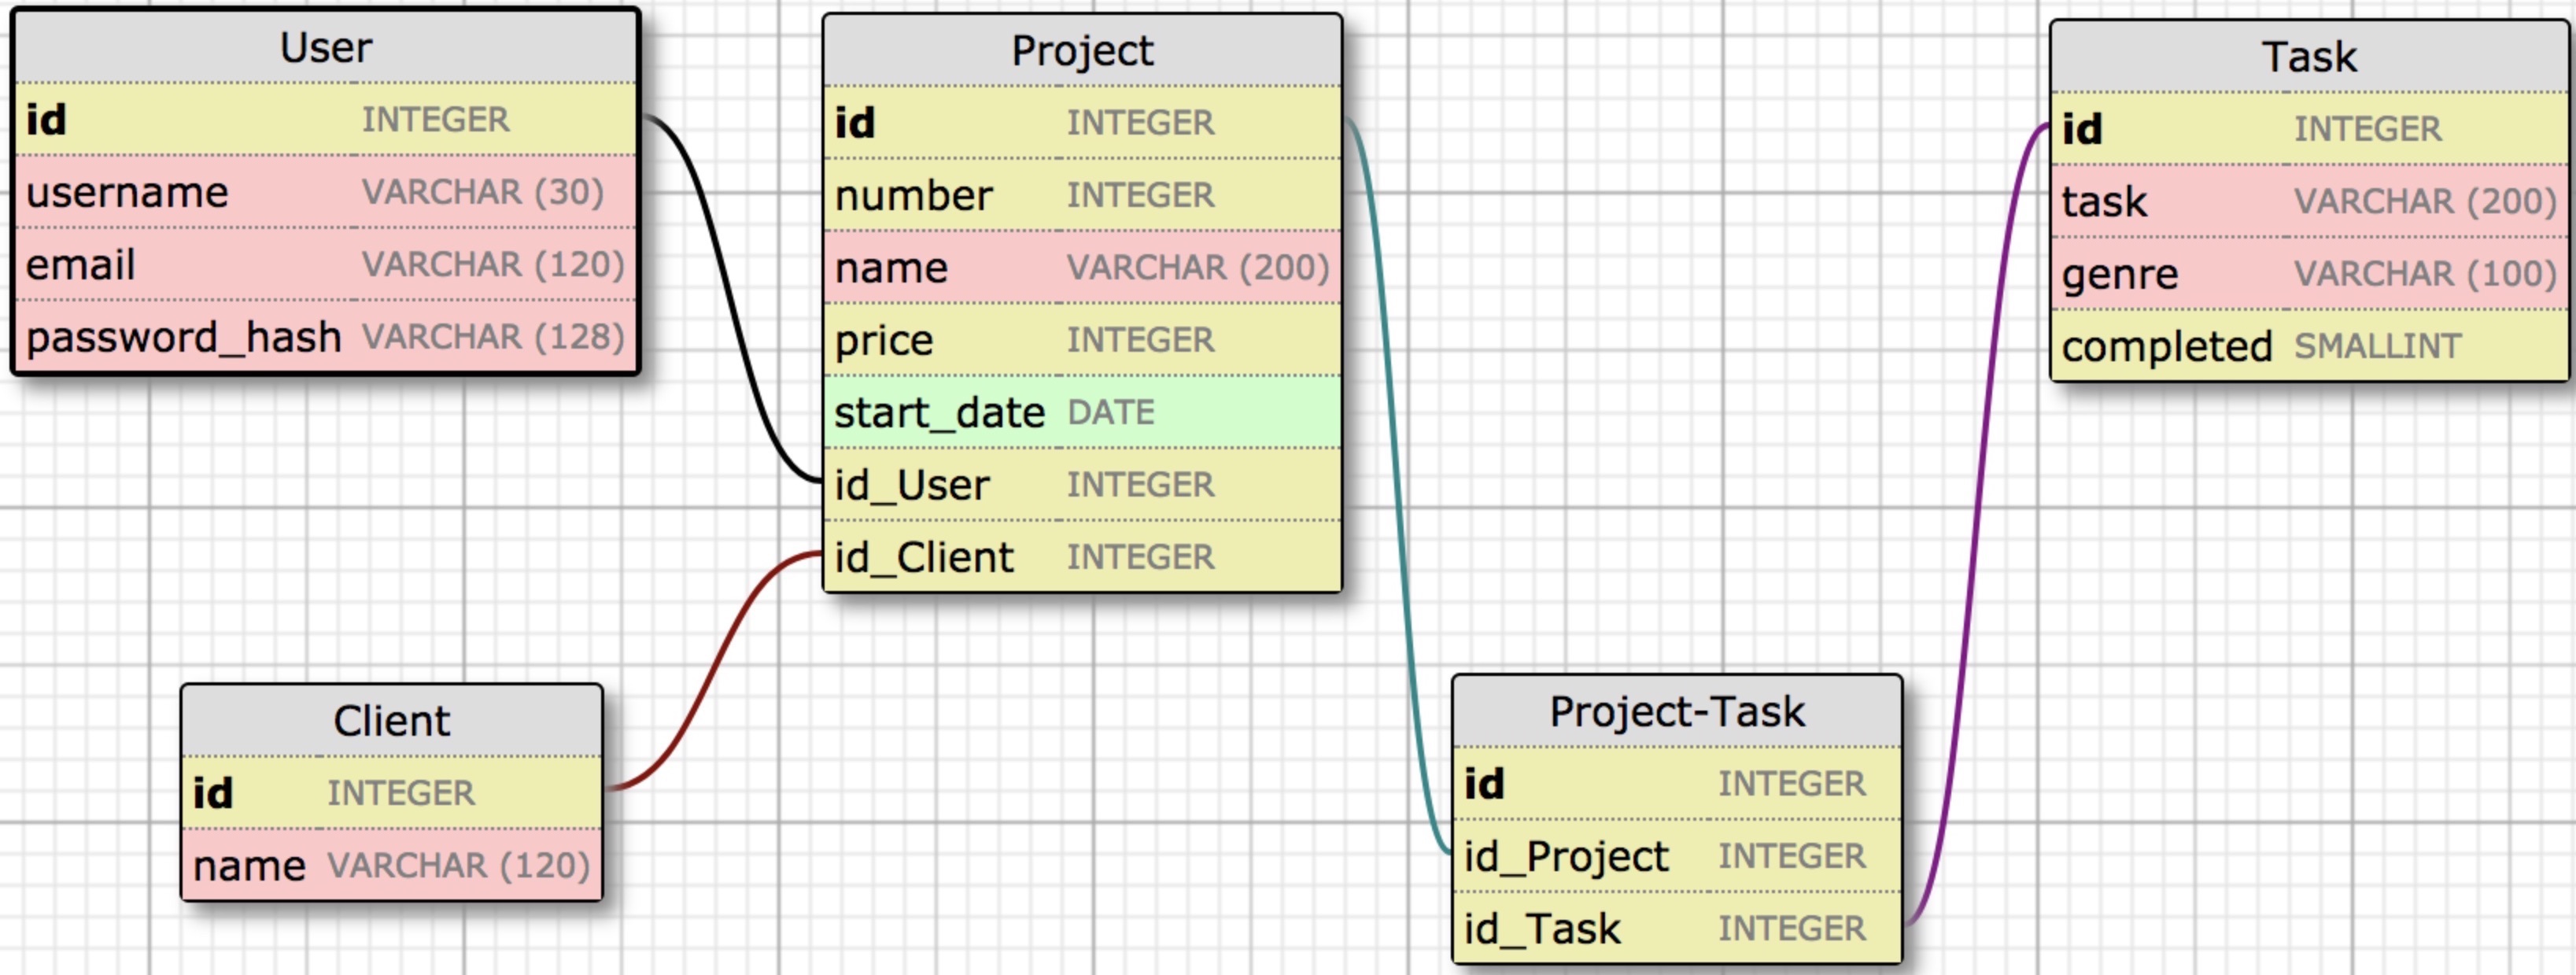 User
id INTEGER
username VARCHAR (30)
email VARCHAR (120)
password_hash VARCHAR (128)
Project
id INTEGER
number INTEGER
name VARCHAR (200)
price INTEGER
start_date DATE
id_User INTEGER
id_Client INTEGER
Task
id INTEGER
task VARCHAR (200)
genre VARCHAR (100)
completed SMALLINT
Client
id INTEGER
name VARCHAR (120)
Project-Task
id INTEGER
id_Project INTEGER
id_Task INTEGER